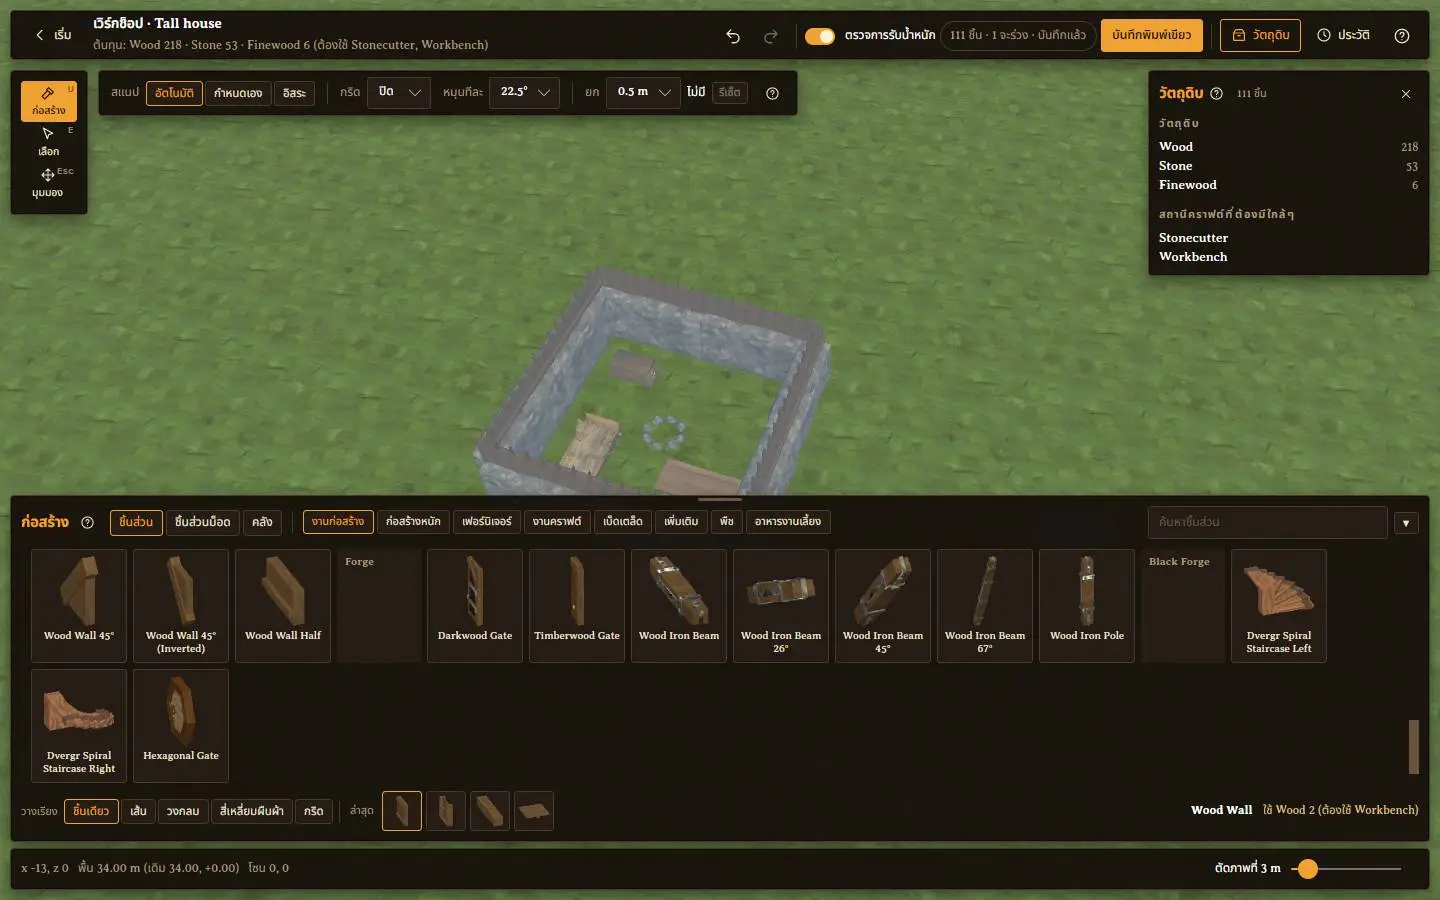 เริ่ม
เวิร์กช็อป · Tall house
ต้นทุน: Wood 218 · Stone 53 · Finewood 6 (ต้องใช้ Stonecutter, Workbench)
ตรวจการรับน้ำหนัก
111 ชิ้น · 1 จะร่วง · บันทึกแล้ว
บันทึกพิมพ์เขียว
วัตถุดิบ
ประวัติ
U
ก่อสร้าง
E
เลือก
ESC
มุมมอง
สแนป
อัตโนมัติ
กำหนดเอง
อิสระ
กริด
ปิด
หมุนทีละ
22.5°
ยก
0.5 m
ไม่มี
รีเซ็ต
วัตถุดิบ
111 ชิ้น
วัตถุดิบ
Wood 218
Stone 53
Finewood 6
สถานีคราฟต์ที่ต้องมีใกล้ๆ
Stonecutter
Workbench
ก่อสร้าง
ชิ้นส่วน
ชิ้นส่วนม็อด
คลัง
งานก่อสร้าง
ก่อสร้างหนัก
เฟอร์นิเจอร์
งานคราฟต์
เบ็ดเตล็ด
เพิ่มเติม
พืช
อาหารงานเลี้ยง
ค้นหาชิ้นส่วน
Wood Wall 45°
Wood Wall 45°
(Inverted)
Wood Wall Half
Forge
Darkwood Gate
Timberwood Gate
Wood Iron Beam
Wood Iron Beam
26°
Wood Iron Beam
45°
Wood Iron Beam
67°
Wood Iron Pole
Black Forge
Dvergr Spiral
Staircase Left
Dvergr Spiral
Staircase Right
Hexagonal Gate
วางเรียง
ชิ้นเดียว
เส้น
วงกลม
สี่เหลี่ยมผืนผ้า
กริด
ล่าสุด
Wood Wall ใช้ Wood 2 (ต้องใช้ Workbench)
x -13, z 0 พื้น 34.00 m (เดิม 34.00, +0.00) โซน 0, 0
ตัดภาพที่ 3 m